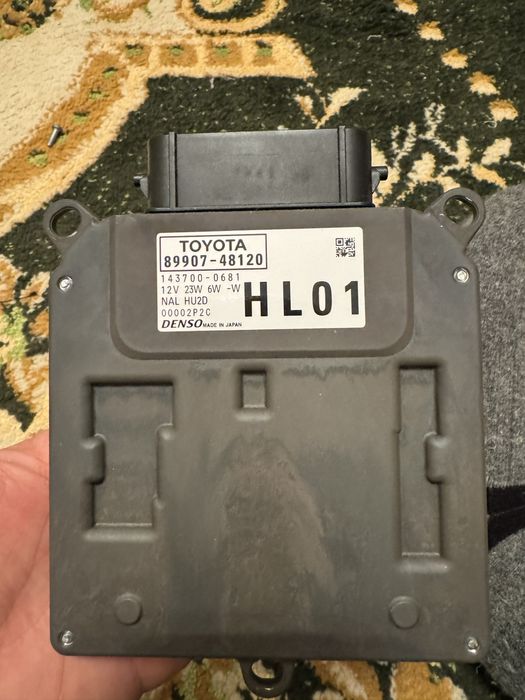 TOYOTA
89907-48120
143700-0681
12V 23W 6W -W
NAL HU2D
00002P2C
HL01
DENSO MADE IN JAPAN